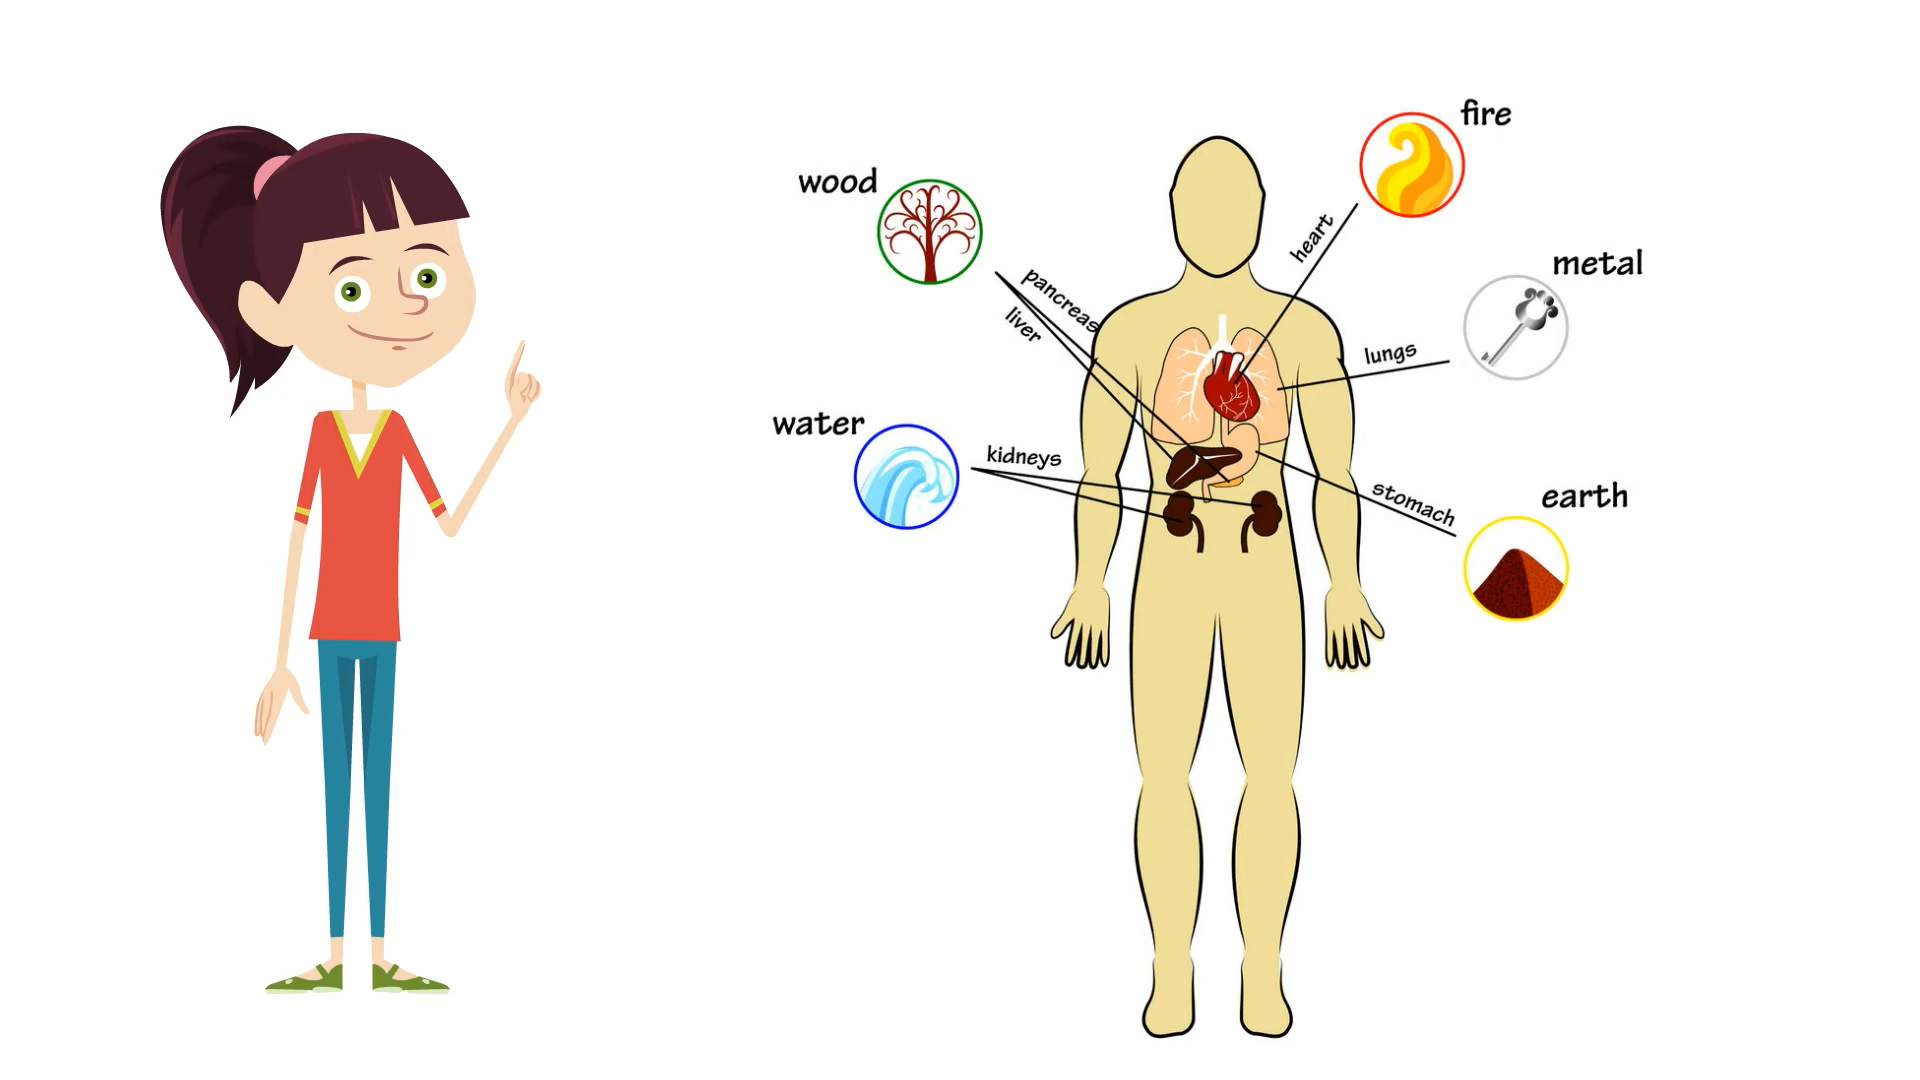 fire
wood
heart
metal
pancreas
liver
lungs
water
kidneys
stomach
earth